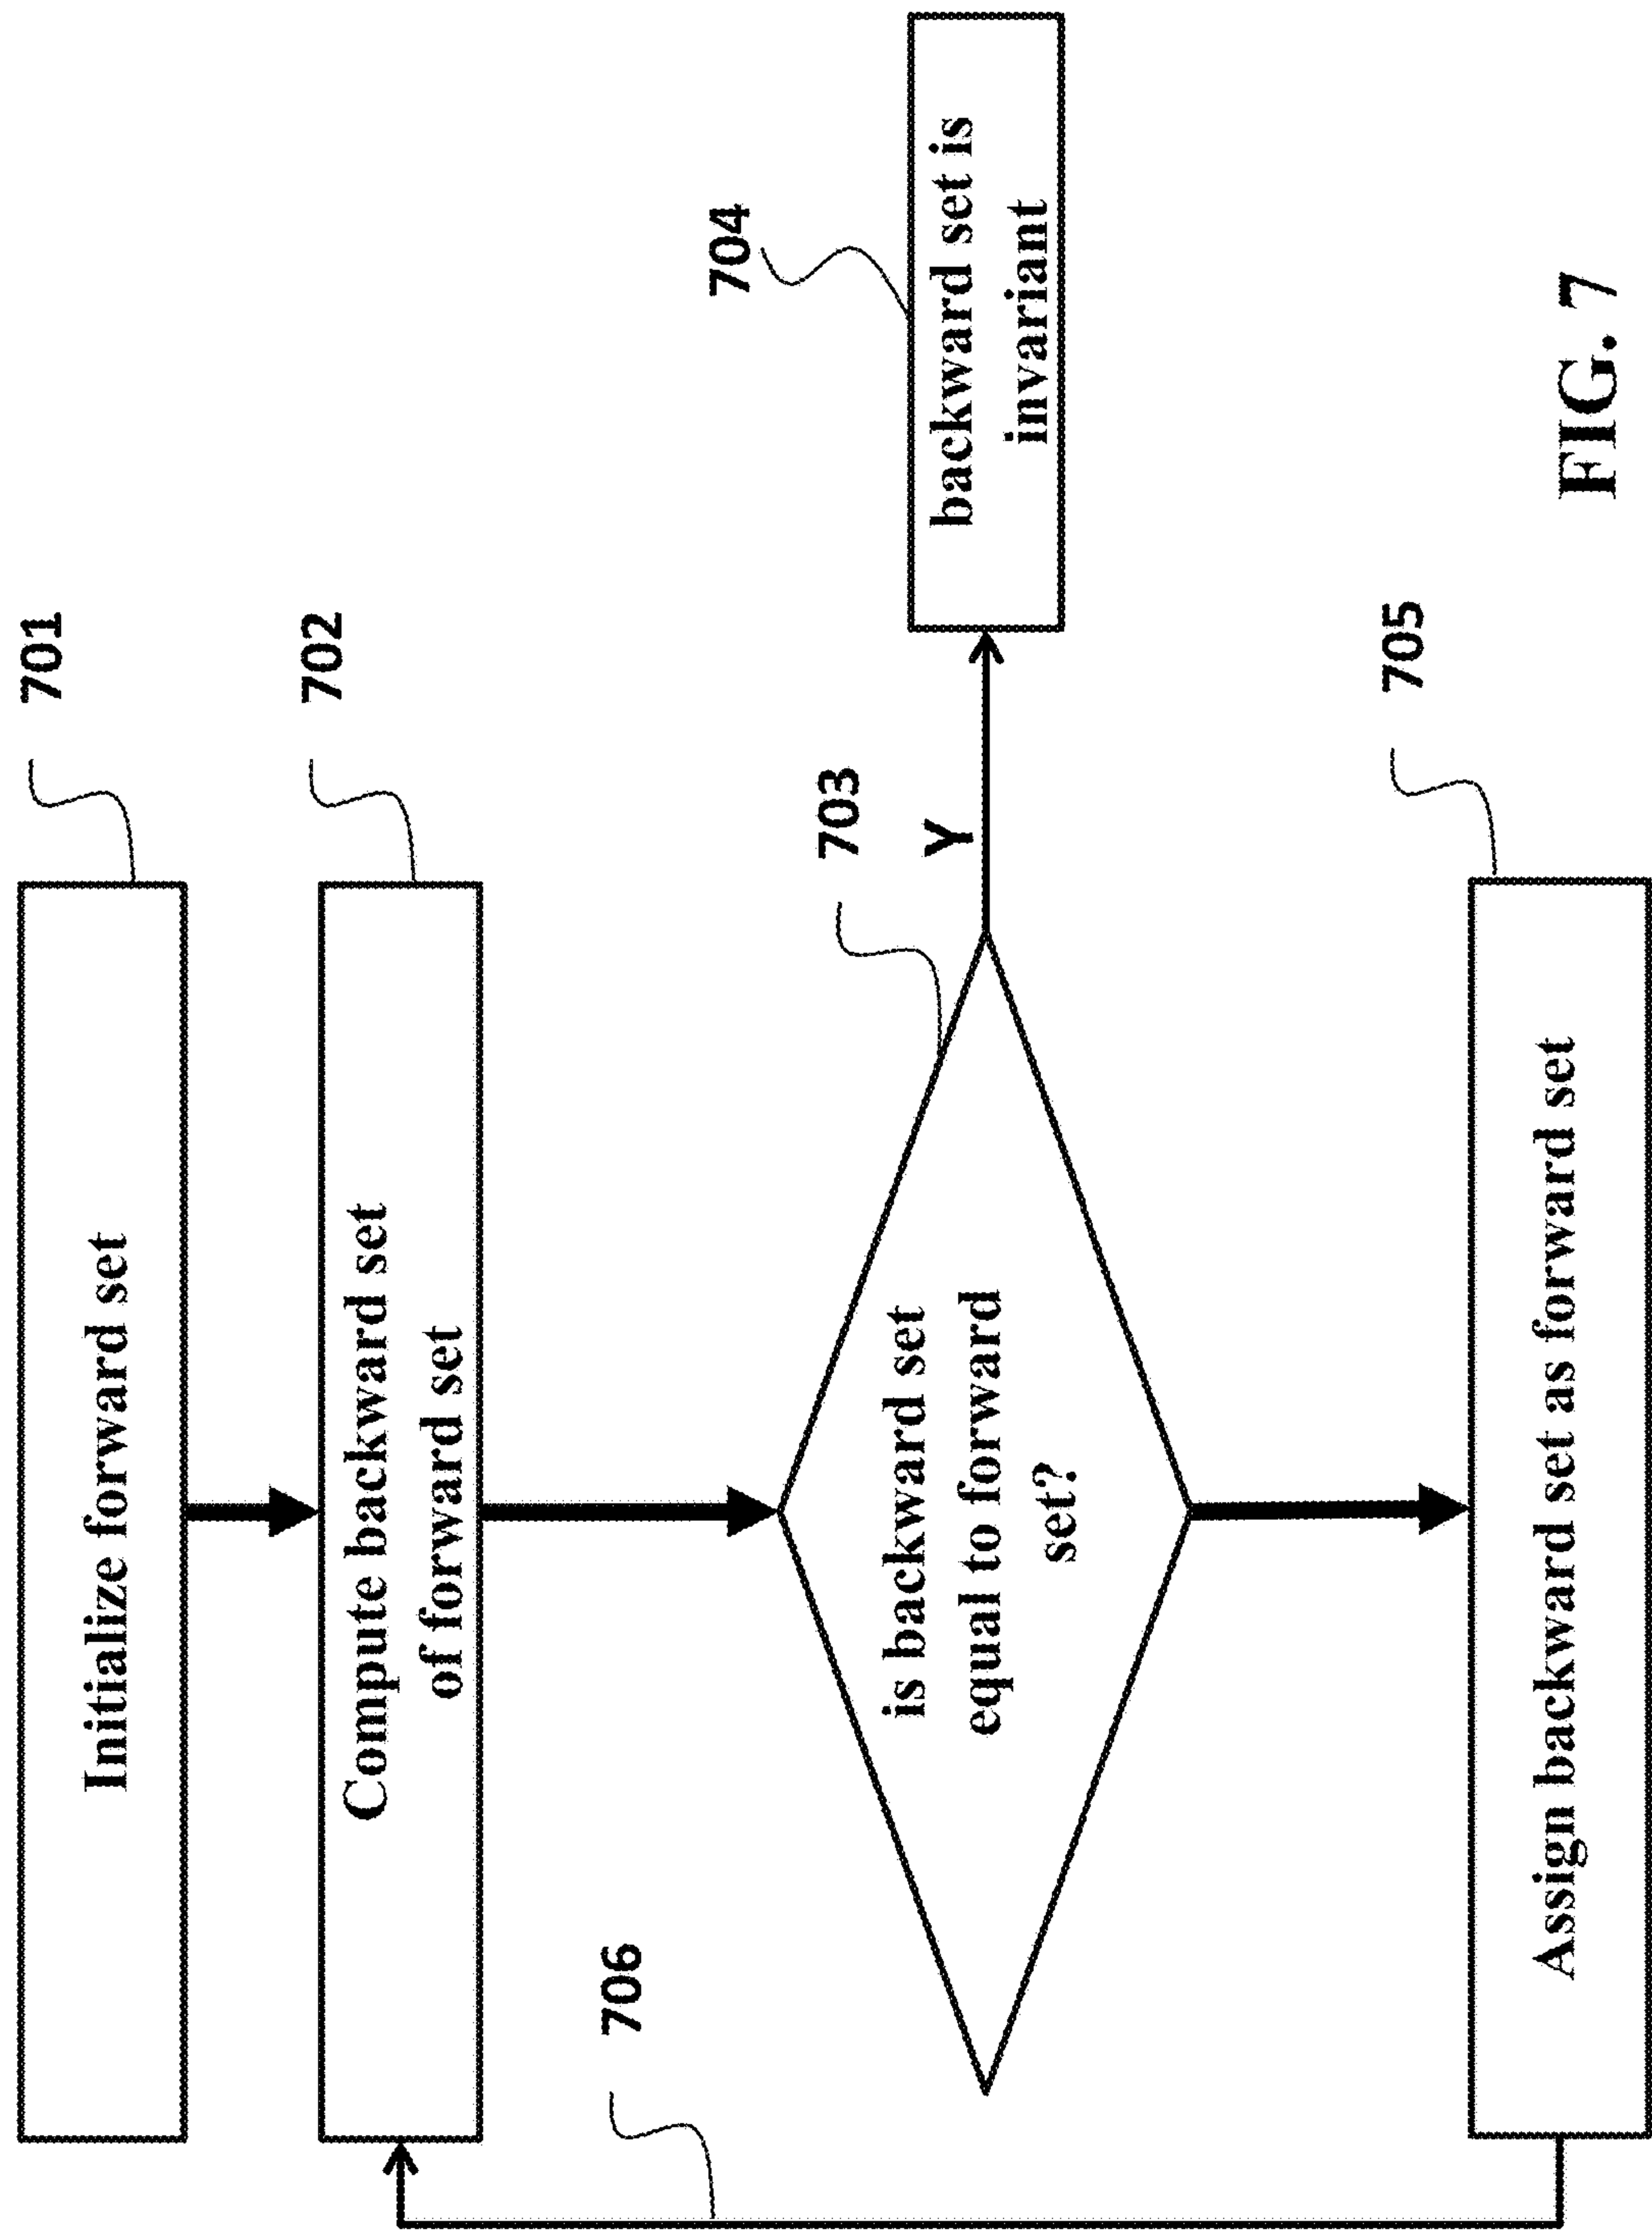 701
Initialize forward set
702
Compute backward set
of forward set
703
is backward set
equal to forward
set?
Y
704
backward set is
invariant
705
Assign backward set as forward set
706
FIG. 7